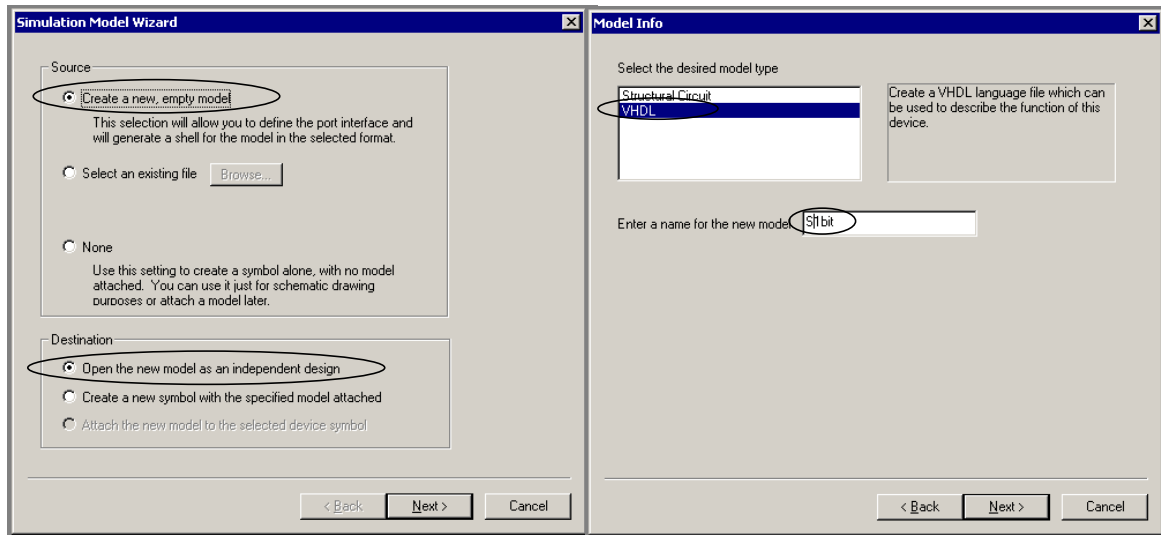 Simulation Model Wizard
Source
Create a new, empty model
This selection will allow you to define the port interface and
will generate a shell for the model in the selected format.
Select an existing file
Browse...
None
Use this setting to create a symbol alone, with no model
attached. You can use it just for schematic drawing
purposes or attach a model later.
Destination
Open the new model as an independent design
Create a new symbol with the specified model attached
Attach the new model to the selected device symbol
< Back
Next >
Cancel
Model Info
Select the desired model type
Structural Circuit
VHDL
Create a VHDL language file which can
be used to describe the function of this
device.
Enter a name for the new model
S1bit
< Back
Next >
Cancel